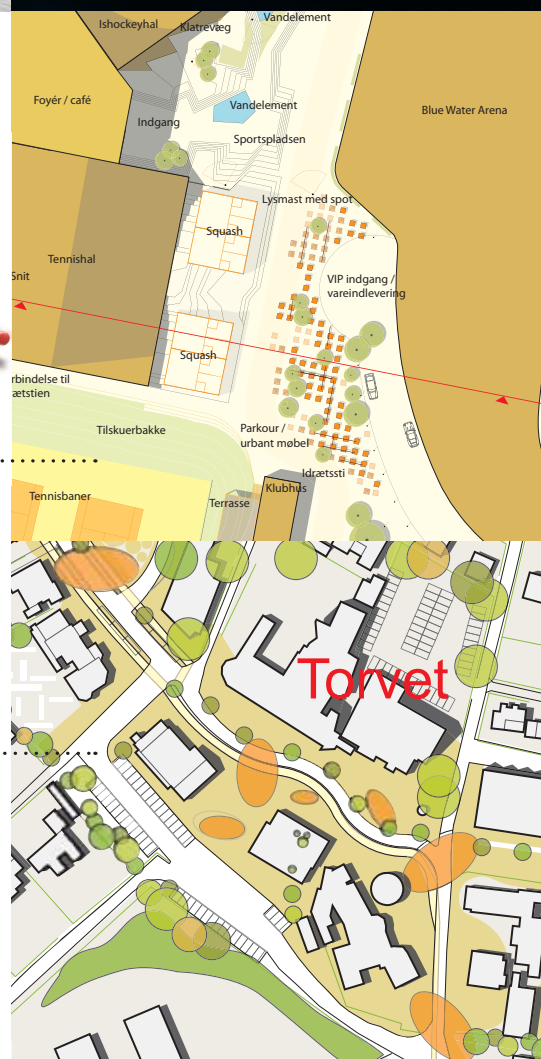 Ishockeyhal
Klatrevæg
Vandelement
Foyér / café
Vandelement
Blue Water Arena
Indgang
Sportspladsen
Lysmast med spot
Squash
Tennishal
VIP indgang /
vareindlevering
Snit
Squash
rbindelse til
ætstien
Tilskuerbakke
Parkour /
urbant møbel
Idrætssti
Tennisbaner
Klubhus
Terrasse
Torvet